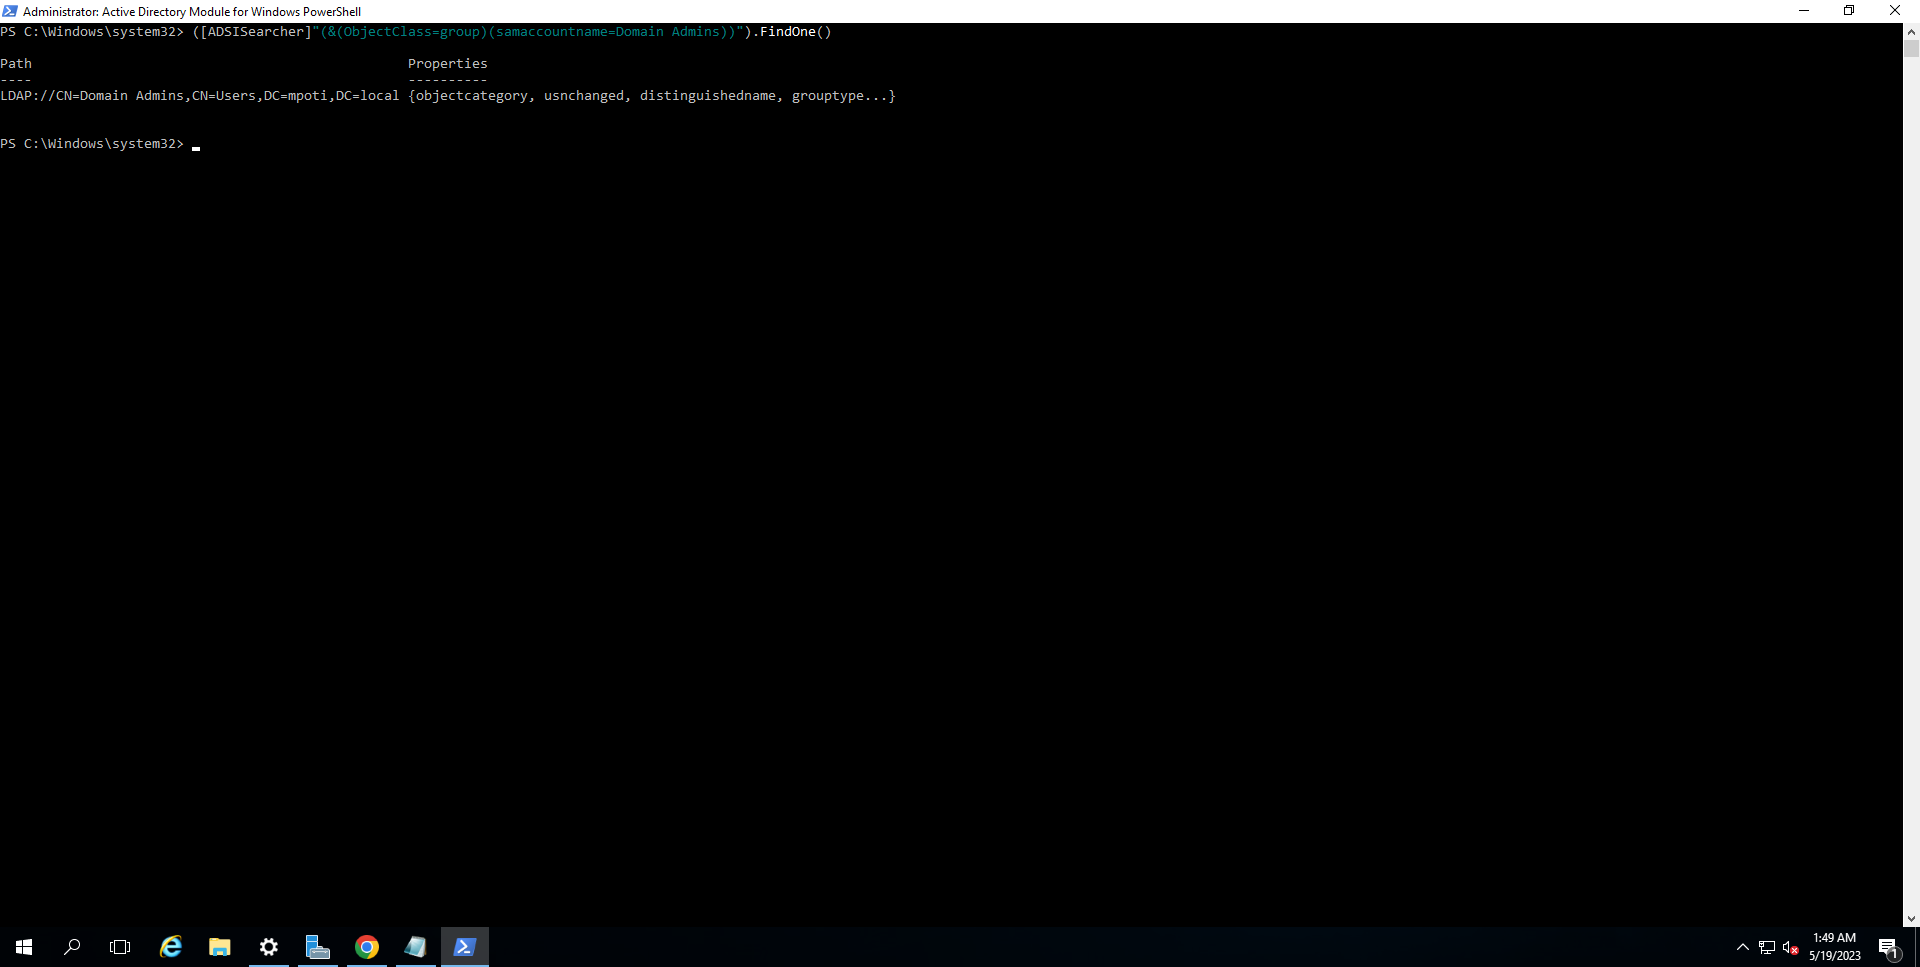 Administrator: Active Directory Module for Windows PowerShell
PS C:\Windows\system32> ([ADSISearcher]"(&(ObjectClass=group)(samaccountname=Domain Admins))").FindOne()
Path Properties
---- ----------
LDAP://CN=Domain Admins,CN=Users,DC=mpoti,DC=local {objectcategory, usnchanged, distinguishedname, grouptype...}
PS C:\Windows\system32>
1:49 AM
5/19/2023
1